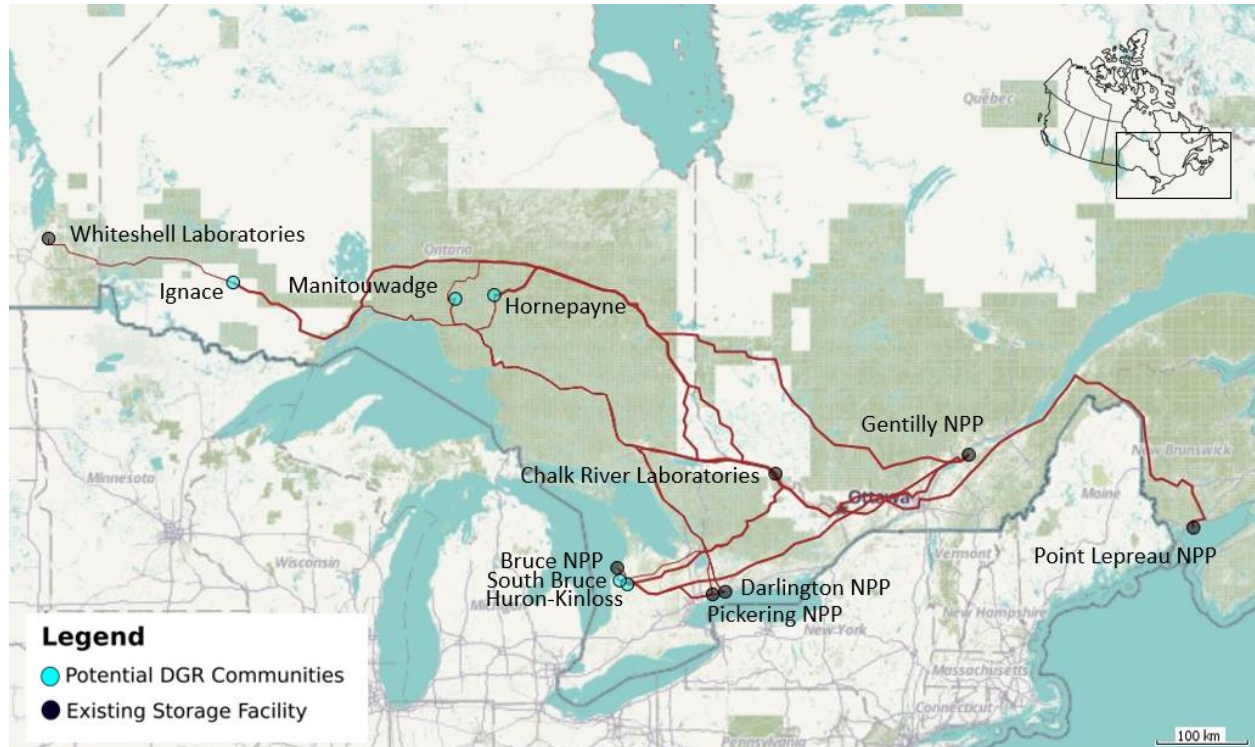 Québec
Whiteshell Laboratories
Ontario
Ignace
Manitouwadge
Hornepayne
Gentilly NPP
New Brunswick
Chalk River Laboratories
Minnesota
Ottawa
Maine
Point Lepreau NPP
Bruce NPP
South Bruce
Huron-Kinloss
Wisconsin
Vermont
Darlington NPP
Pickering NPP
New Hampshire
New York
Massachusetts
Connecticut
Pennsylvania
Legend
Potential DGR Communities
Existing Storage Facility
100 km